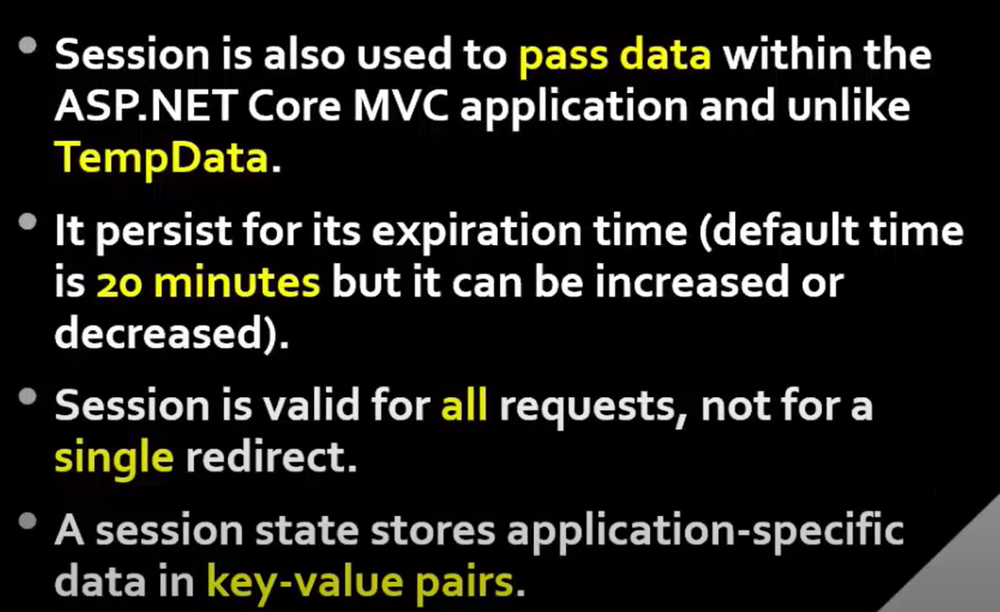 Session is also used to pass data within the
ASP.NET Core MVC application and unlike
TempData.
It persist for its expiration time (default time
is 20 minutes but it can be increased or
decreased).
Session is valid for all requests, not for a
single redirect.
A session state stores application-specific
data in key-value pairs.